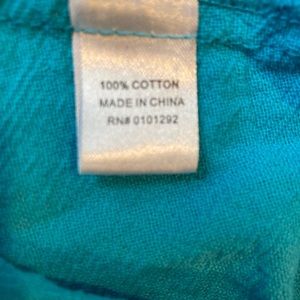 100% COTTON
MADE IN CHINA
RN# 0101292